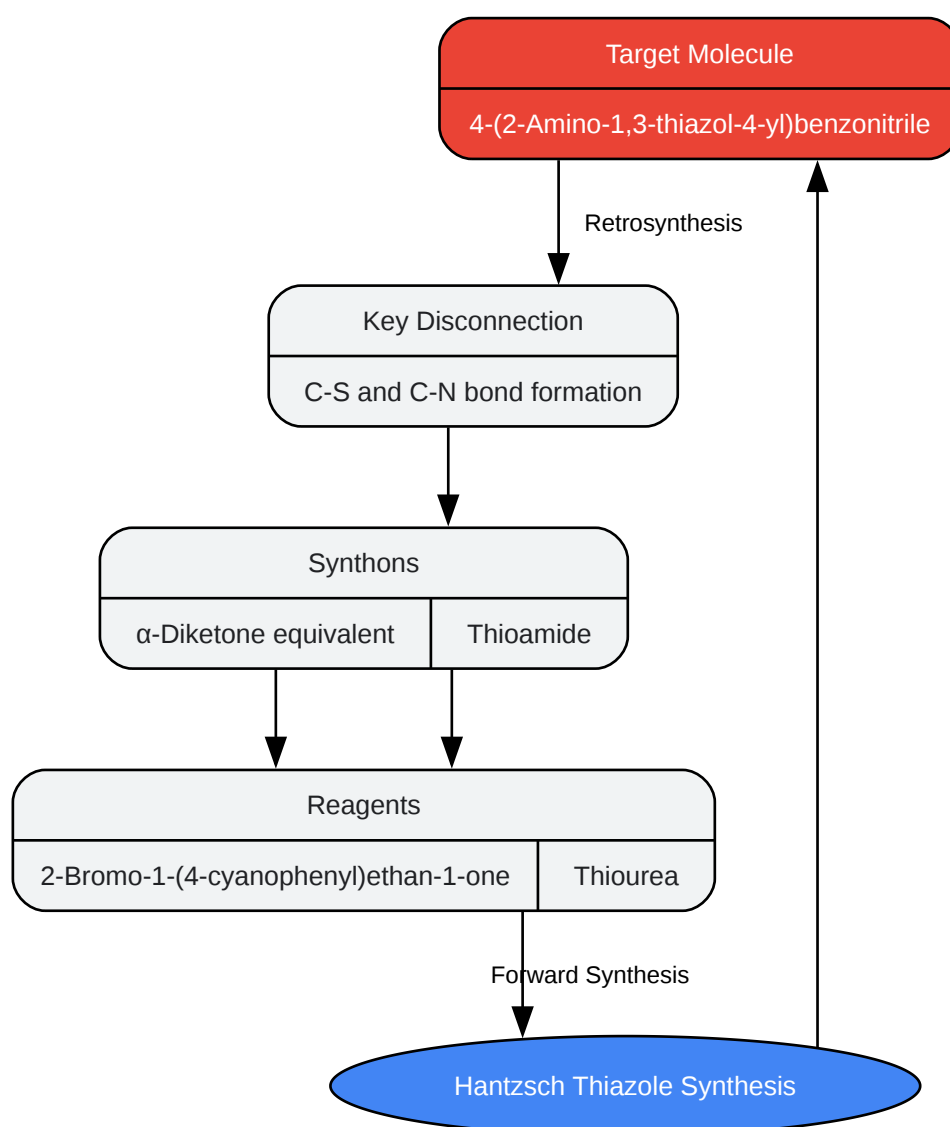 Target Molecule
4-(2-Amino-1,3-thiazol-4-yl)benzonitrile
Retrosynthesis
Key Disconnection
C-S and C-N bond formation
Synthons
α-Diketone equivalent
Thioamide
Reagents
2-Bromo-1-(4-cyanophenyl)ethan-1-one
Thiourea
Forward Synthesis
Hantzsch Thiazole Synthesis